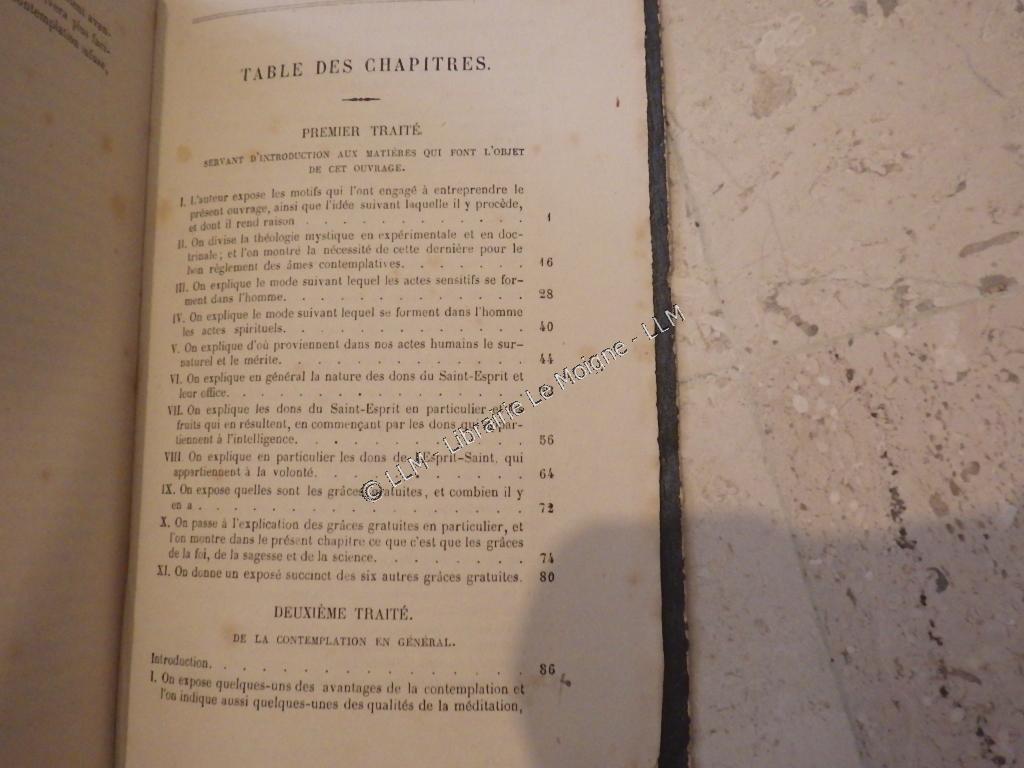 vera plus faci-
contemplation infuse,
TABLE DES CHAPITRES.
PREMIER TRAITÉ.
SERVANT D'INTRODUCTION AUX MATIÈRES QUI FONT L'OBJET
DE CET OUVRAGE.
I. L'auteur expose les motifs qui l'ont engagé à entreprendre le
présent ouvrage, ainsi que l'idée suivant laquelle il y procède,
et dont il rend raison . . . . . . . . . . . . 1
II. On divise la théologie mystique en expérimentale et en doc-
trinale; et l'on montre la nécessité de cette dernière pour le
bon règlement des âmes contemplatives. . . . . . . 16
III. On explique le mode suivant lequel les actes sensitifs se for-
ment dans l'homme. . . . . . . . . . . . . 28
IV. On explique le mode suivant lequel se forment dans l'homme
les actes spirituels. . . . . . . . . . . . . 40
V. On explique d'où proviennent dans nos actes humains le sur-
naturel et le mérite. . . . . . . . . . . . . 44
VI. On explique en général la nature des dons du Saint-Esprit et
leur office. . . . . . . . . . . . .
VII. On explique les dons du Saint-Esprit en particulier et
fruits qui en résultent, en commençant par les dons qui
tiennent à l'intelligence. . . . . . . . . . . . 56
VIII. On explique en particulier les dons de l'Esprit-Saint, qui
appartiennent à la volonté. . . . . . . . . . . 64
IX. On expose quelles sont les grâces gratuites, et combien il y
en a . . . . . . . . . . . . . . . . 72
X. On passe à l'explication des grâces gratuites en particulier, et
l'on montre dans le présent chapitre ce que c'est que les grâces
de la foi, de la sagesse et de la science. . . . . . . 74
XI. On donne un exposé succinct des six autres grâces gratuites. 80
DEUXIÈME TRAITÉ.
DE LA CONTEMPLATION EN GÉNÉRAL.
Introduction. . . . . . . . . . . . . . . 86
I. On expose quelques-uns des avantages de la contemplation et
l'on indique aussi quelques-unes des qualités de la méditation,
© LLM - Librairie Le Moigne - LLM